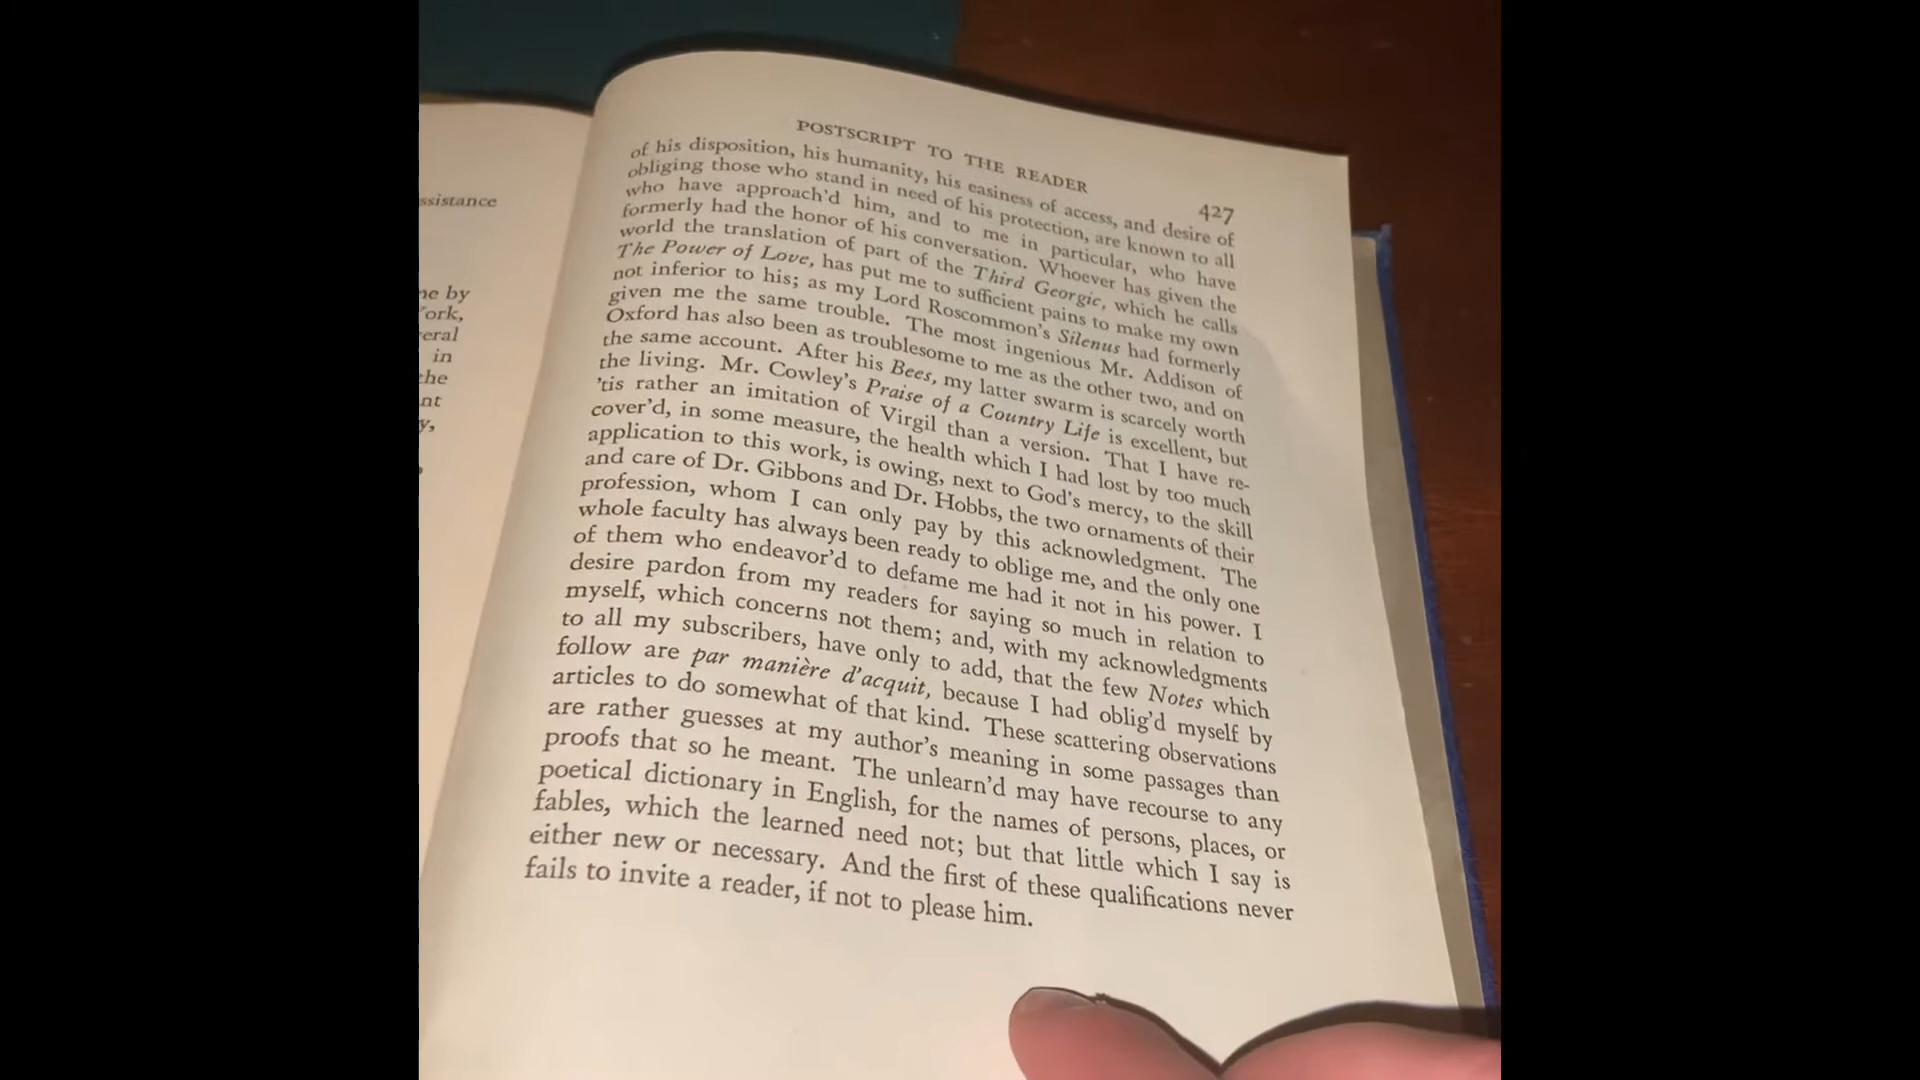 ssistance
ne by
ork,
eral
in
the
nt
y,
POSTSCRIPT TO THE READER
427
of his disposition, his humanity, his easiness of access, and desire of
obliging those who stand in need of his protection, are known to all
who have approach'd him, and to me in particular, who have
formerly had the honor of his conversation. Whoever has given the
world the translation of part of the Third Georgic, which he calls
The Power of Love, has put me to sufficient pains to make my own
not inferior to his; as my Lord Roscommon's Silenus had formerly
given me the same trouble. The most ingenious Mr. Addison of
Oxford has also been as troublesome to me as the other two, and on
the same account. After his Bees, my latter swarm is scarcely worth
the living. Mr. Cowley's Praise of a Country Life is excellent, but
'tis rather an imitation of Virgil than a version. That I have re-
cover'd, in some measure, the health which I had lost by too much
application to this work, is owing, next to God's mercy, to the skill
and care of Dr. Gibbons and Dr. Hobbs, the two ornaments of their
profession, whom I can only pay by this acknowledgment. The
whole faculty has always been ready to oblige me, and the only one
of them who endeavor'd to defame me had it not in his power. I
desire pardon from my readers for saying so much in relation to
myself, which concerns not them; and, with my acknowledgments
to all my subscribers, have only to add, that the few Notes which
follow are par manière d'acquit, because I had oblig'd myself by
articles to do somewhat of that kind. These scattering observations
are rather guesses at my author's meaning in some passages than
proofs that so he meant. The unlearn'd may have recourse to any
poetical dictionary in English, for the names of persons, places, or
fables, which the learned need not; but that little which I say is
either new or necessary. And the first of these qualifications never
fails to invite a reader, if not to please him.